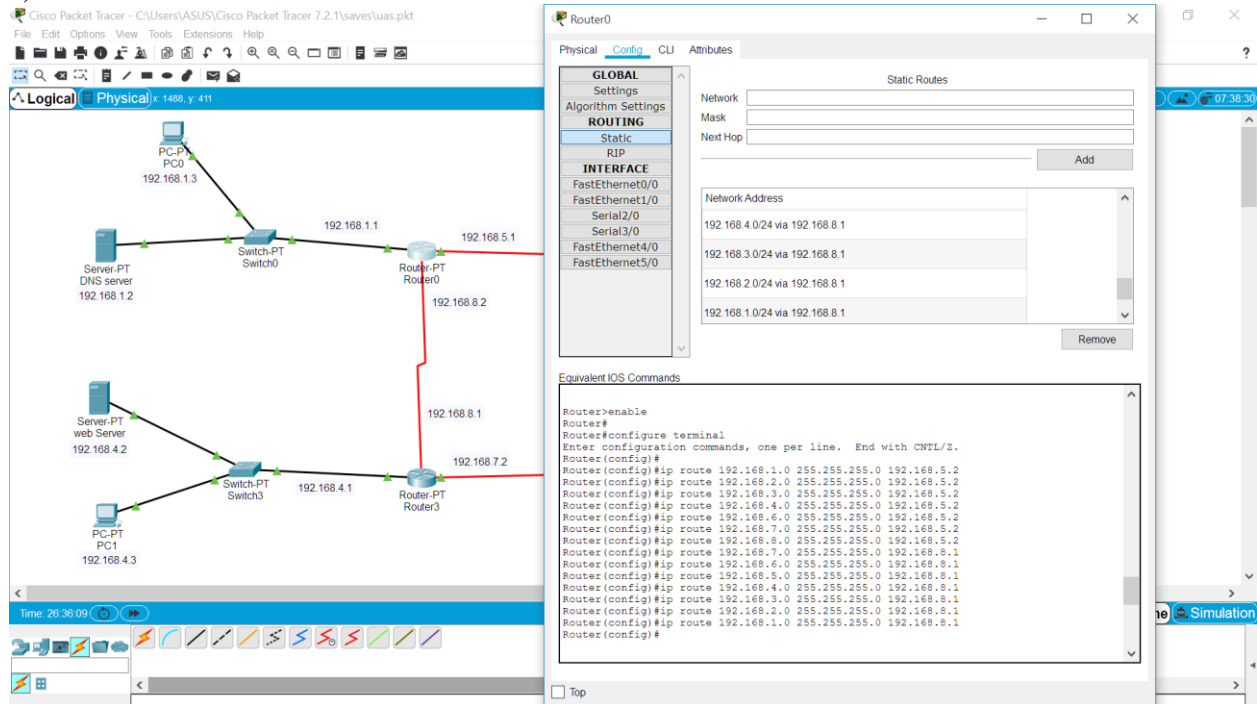 Cisco Packet Tracer - C:\Users\ASUS\Cisco Packet Tracer 7.2.1\saves\uas.pkt
File Edit Options View Tools Extensions Help
Logical
Physical
x: 1488, y: 411
07:38:30
PC-PT
PC0
192.168.1.3
192.168.1.1
192.168.5.1
Switch-PT
Switch0
Server-PT
DNS server
192.168.1.2
Router-PT
Router0
192.168.8.2
192.168.8.1
Server-PT
web Server
192.168.4.2
192.168.7.2
Switch-PT
Switch3
192.168.4.1
Router-PT
Router3
PC-PT
PC1
192.168.4.3
Time: 26:36:09
Simulation
Router0
Physical Config CLI Attributes
?
GLOBAL
Settings
Algorithm Settings
ROUTING
Static
RIP
INTERFACE
FastEthernet0/0
FastEthernet1/0
Serial2/0
Serial3/0
FastEthernet4/0
FastEthernet5/0
Static Routes
Network
Mask
Next Hop
Add
Network Address
192.168.4.0/24 via 192.168.8.1
192.168.3.0/24 via 192.168.8.1
192.168.2.0/24 via 192.168.8.1
192.168.1.0/24 via 192.168.8.1
Remove
Equivalent IOS Commands
Router>enable
Router#
Router#configure terminal
Enter configuration commands, one per line. End with CNTL/Z.
Router(config)#
Router(config)#ip route 192.168.1.0 255.255.255.0 192.168.5.2
Router(config)#ip route 192.168.2.0 255.255.255.0 192.168.5.2
Router(config)#ip route 192.168.3.0 255.255.255.0 192.168.5.2
Router(config)#ip route 192.168.4.0 255.255.255.0 192.168.5.2
Router(config)#ip route 192.168.6.0 255.255.255.0 192.168.5.2
Router(config)#ip route 192.168.7.0 255.255.255.0 192.168.5.2
Router(config)#ip route 192.168.8.0 255.255.255.0 192.168.5.2
Router(config)#ip route 192.168.7.0 255.255.255.0 192.168.8.1
Router(config)#ip route 192.168.6.0 255.255.255.0 192.168.8.1
Router(config)#ip route 192.168.5.0 255.255.255.0 192.168.8.1
Router(config)#ip route 192.168.4.0 255.255.255.0 192.168.8.1
Router(config)#ip route 192.168.3.0 255.255.255.0 192.168.8.1
Router(config)#ip route 192.168.2.0 255.255.255.0 192.168.8.1
Router(config)#ip route 192.168.1.0 255.255.255.0 192.168.8.1
Router(config)#
Top